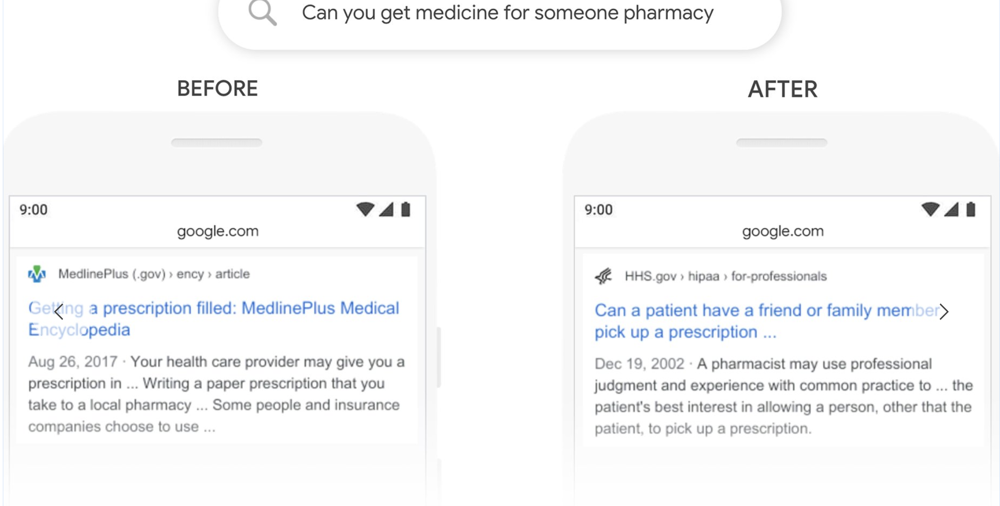 Can you get medicine for someone pharmacy
BEFORE
9:00
google.com
MedlinePlus (.gov) › ency › article
Getting a prescription filled: MedlinePlus Medical
Encyclopedia
Aug 26, 2017 · Your health care provider may give you a
prescription in ... Writing a paper prescription that you
take to a local pharmacy ... Some people and insurance
companies choose to use ...
AFTER
9:00
google.com
HHS.gov › hipaa › for-professionals
Can a patient have a friend or family member
pick up a prescription ...
Dec 19, 2002 · A pharmacist may use professional
judgment and experience with common practice to ... the
patient's best interest in allowing a person, other that the
patient, to pick up a prescription.